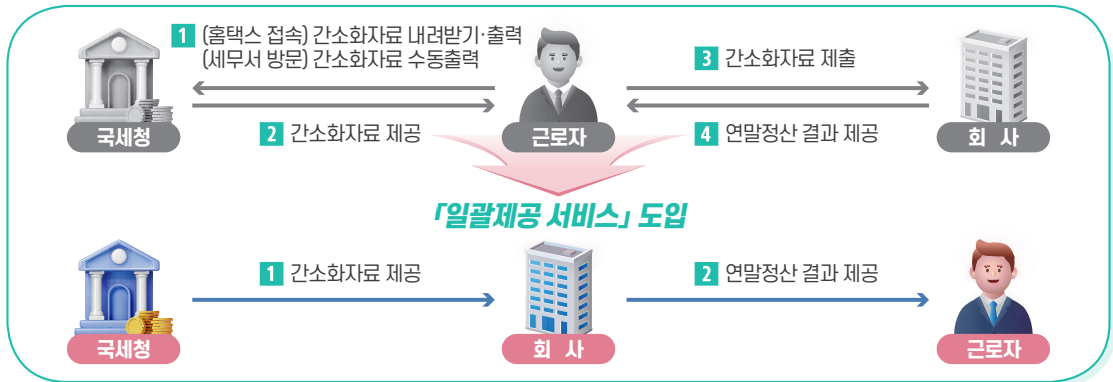 1 (홈택스 접속) 간소화자료 내려받기·출력
(세무서 방문) 간소화자료 수동출력
3 간소화자료 제출
국세청
2 간소화자료 제공
근로자
4 연말정산 결과 제공
회 사
「일괄제공 서비스」 도입
1 간소화자료 제공
2 연말정산 결과 제공
국세청
회 사
근로자